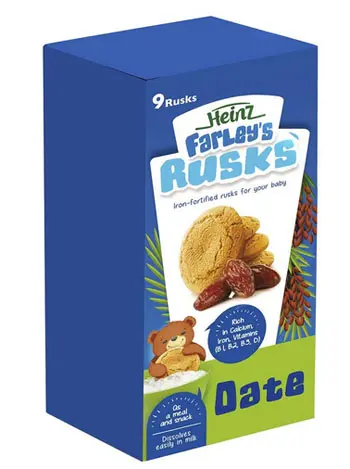 9 Rusks
Heinz
Farley's
RUSKS
Iron-fortified rusks for your baby
Rich
in Calcium,
Iron, Vitamins
(B1, B2, B3, D)
As
a meal
and snack
Dissolves
easily in milk
Date